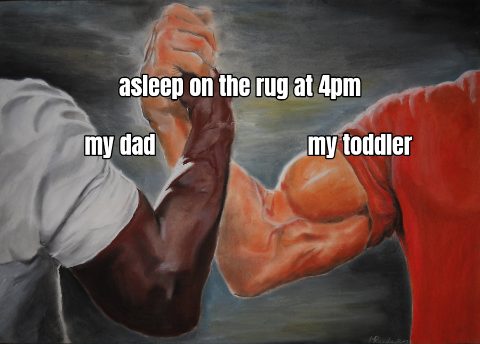 asleep on the rug at 4pm
my dad
my toddler